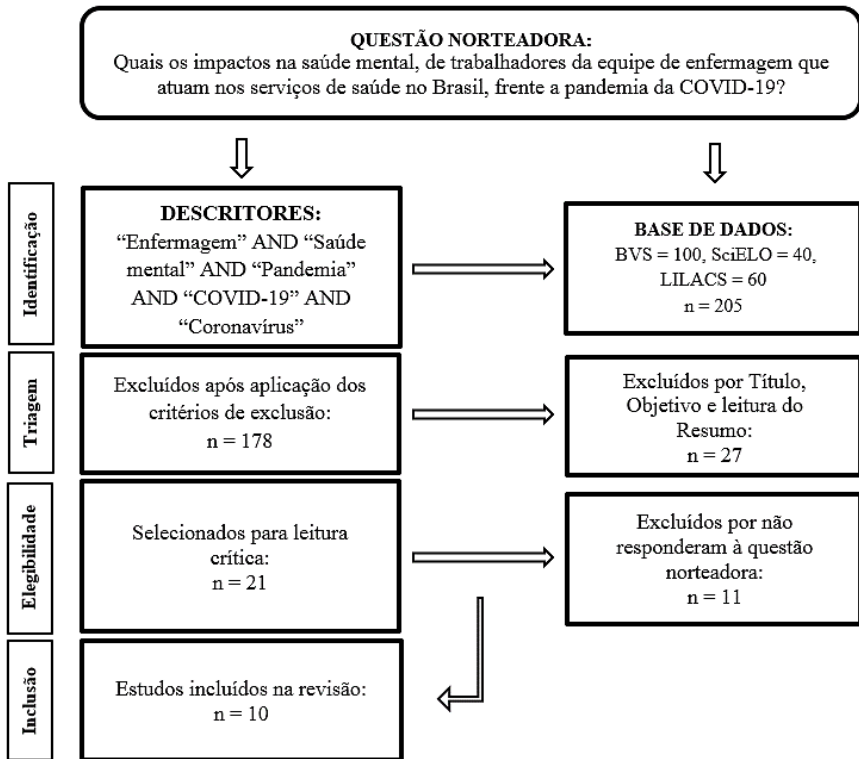 QUESTÃO NORTEADORA:
Quais os impactos na saúde mental, de trabalhadores da equipe de enfermagem que
atuam nos serviços de saúde no Brasil, frente a pandemia da COVID-19?
Identificação
DESCRITORES:
“Enfermagem” AND “Saúde
mental” AND “Pandemia”
AND “COVID-19” AND
“Coronavírus”
BASE DE DADOS:
BVS = 100, SciELO = 40,
LILACS = 60
n = 205
Triagem
Excluídos após aplicação dos
critérios de exclusão:
n = 178
Excluídos por Título,
Objetivo e leitura do
Resumo:
n = 27
Elegibilidade
Selecionados para leitura
crítica:
n = 21
Excluídos por não
responderam à questão
norteadora:
n = 11
Inclusão
Estudos incluídos na revisão:
n = 10